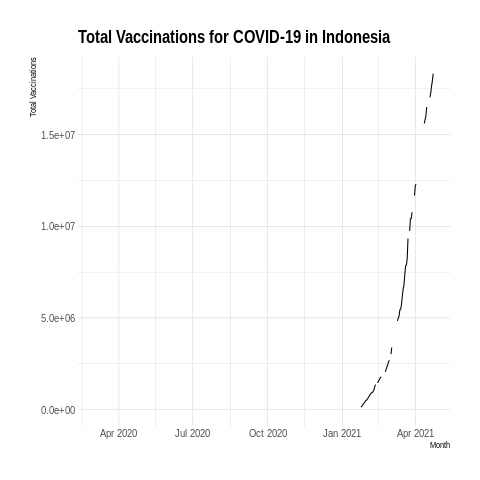 Total Vaccinations for COVID-19 in Indonesia
Total Vaccinations
1.5e+07
1.0e+07
5.0e+06
0.0e+00
Apr 2020 Jul 2020 Oct 2020 Jan 2021 Apr 2021
Month